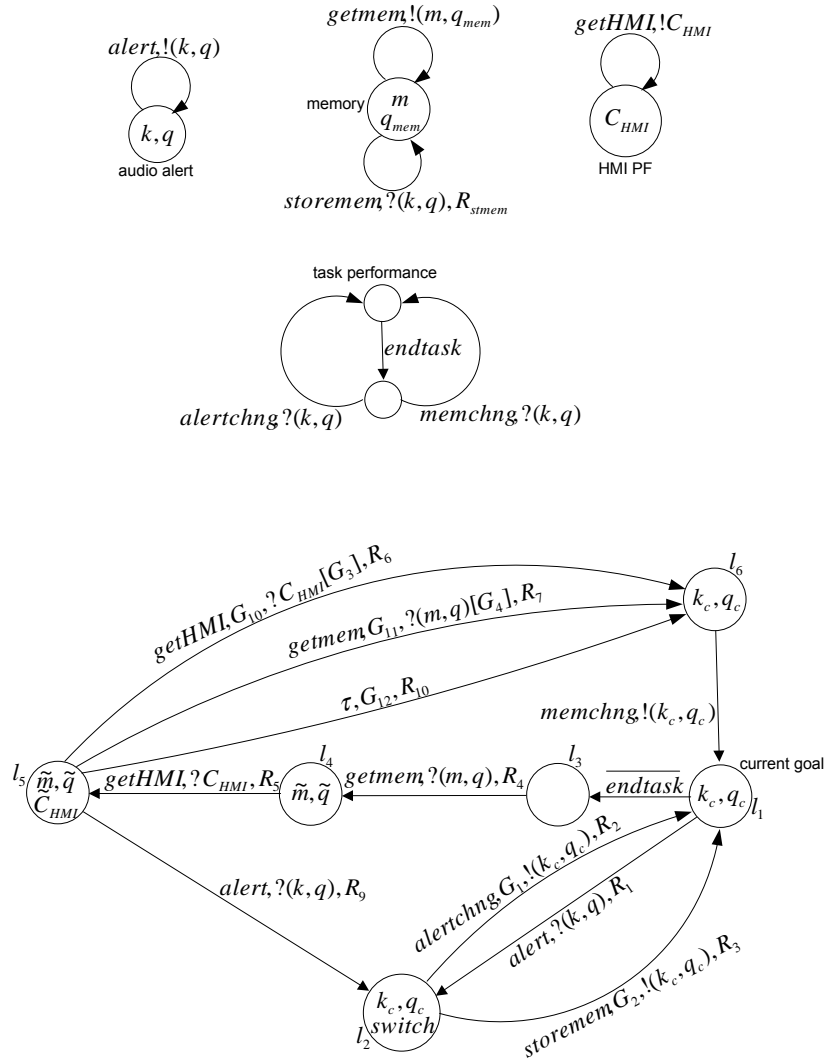 getmem,!(m,q_mem)
getHMI,!C_HMI
alert,!(k,q)
memory
m
q_mem
C_HMI
k,q
audio alert
HMI PF
storemem,?(k,q),R_stmem
task performance
endtask
alertchng,?(k,q)
memchng,?(k,q)
getHMI,G_10,?C_HMI[G_3],R_6
l_6
k_c,q_c
getmem,G_11,?(m,q)[G_4],R_7
τ,G_12,R_10
memchng,!(k_c,q_c)
l_5
m̃,q̃
C̃_HMI
getHMI,?C_HMI,R_5
l_4
m̃,q̃
getmem,?(m,q),R_4
l_3
e̅n̅d̅t̅a̅s̅k̅
current goal
k_c,q_c
l_1
alert,?(k,q),R_9
alertchng,G_1,!(k_c,q_c),R_2
alert,?(k,q),R_1
storemem,G_2,!(k_c,q_c),R_3
k_c,q_c
switch
l_2